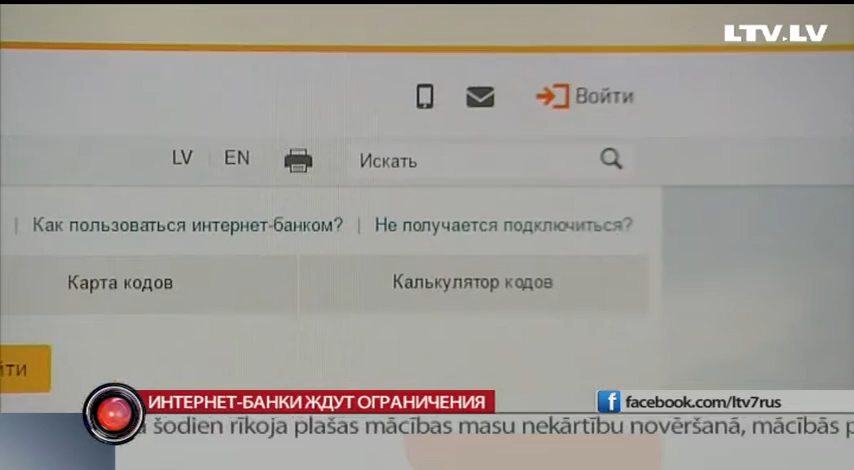 LTV.LV
Войти
LV | EN
Искать
| Как пользоваться интернет-банком? | Не получается подключиться?
Карта кодов
Калькулятор кодов
йти
ИНТЕРНЕТ-БАНКИ ЖДУТ ОГРАНИЧЕНИЯ
facebook.com/ltv7rus
šodien rīkoja plašas mācības masu nekārtību novēršanā, mācībās p